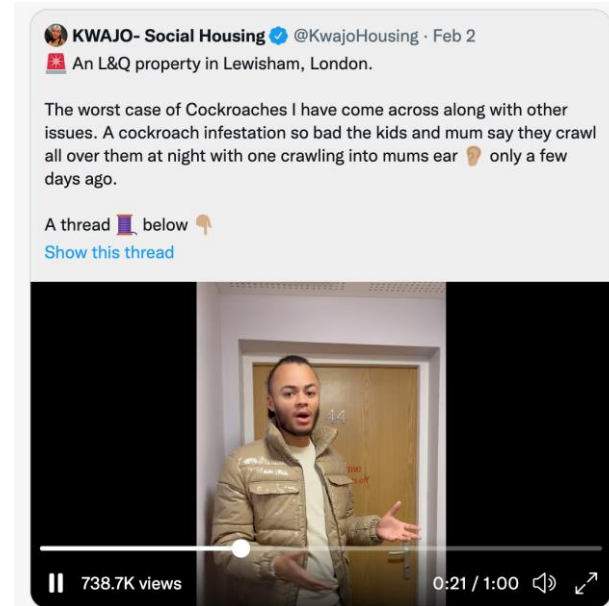 KWAJO- Social Housing @KwajoHousing · Feb 2
🚨 An L&Q property in Lewisham, London.
The worst case of Cockroaches I have come across along with other
issues. A cockroach infestation so bad the kids and mum say they crawl
all over them at night with one crawling into mums ear 👂🏼 only a few
days ago.
A thread 🧵 below 👇🏼
Show this thread
44
738.7K views
0:21 / 1:00